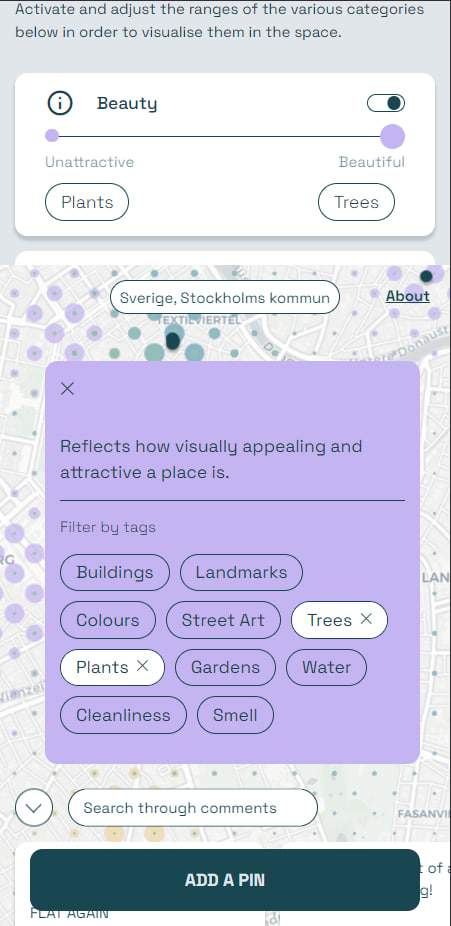 Activate and adjust the ranges of the various categories
below in order to visualise them in the space.
Beauty
Unattractive Beautiful
Plants Trees
Sverige, Stockholms kommun
About
TEXTILVIERTEL
Reflects how visually appealing and
attractive a place is.
Filter by tags
Buildings Landmarks
Colours Street Art Trees
Plants Gardens Water
Cleanliness Smell
Search through comments
FASANVI
ADD A PIN
FLAT AGAIN